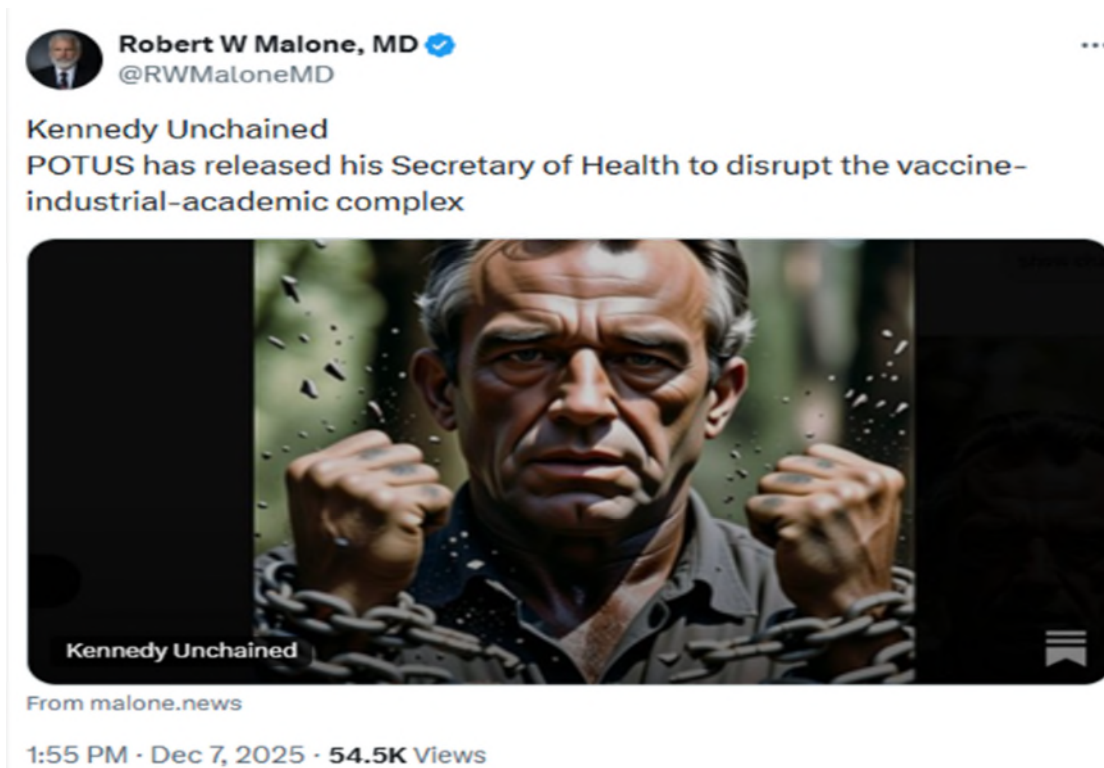 Robert W Malone, MD
@RWMaloneMD
Kennedy Unchained
POTUS has released his Secretary of Health to disrupt the vaccine-
industrial-academic complex
Kennedy Unchained
From malone.news
1:55 PM · Dec 7, 2025 · 54.5K Views